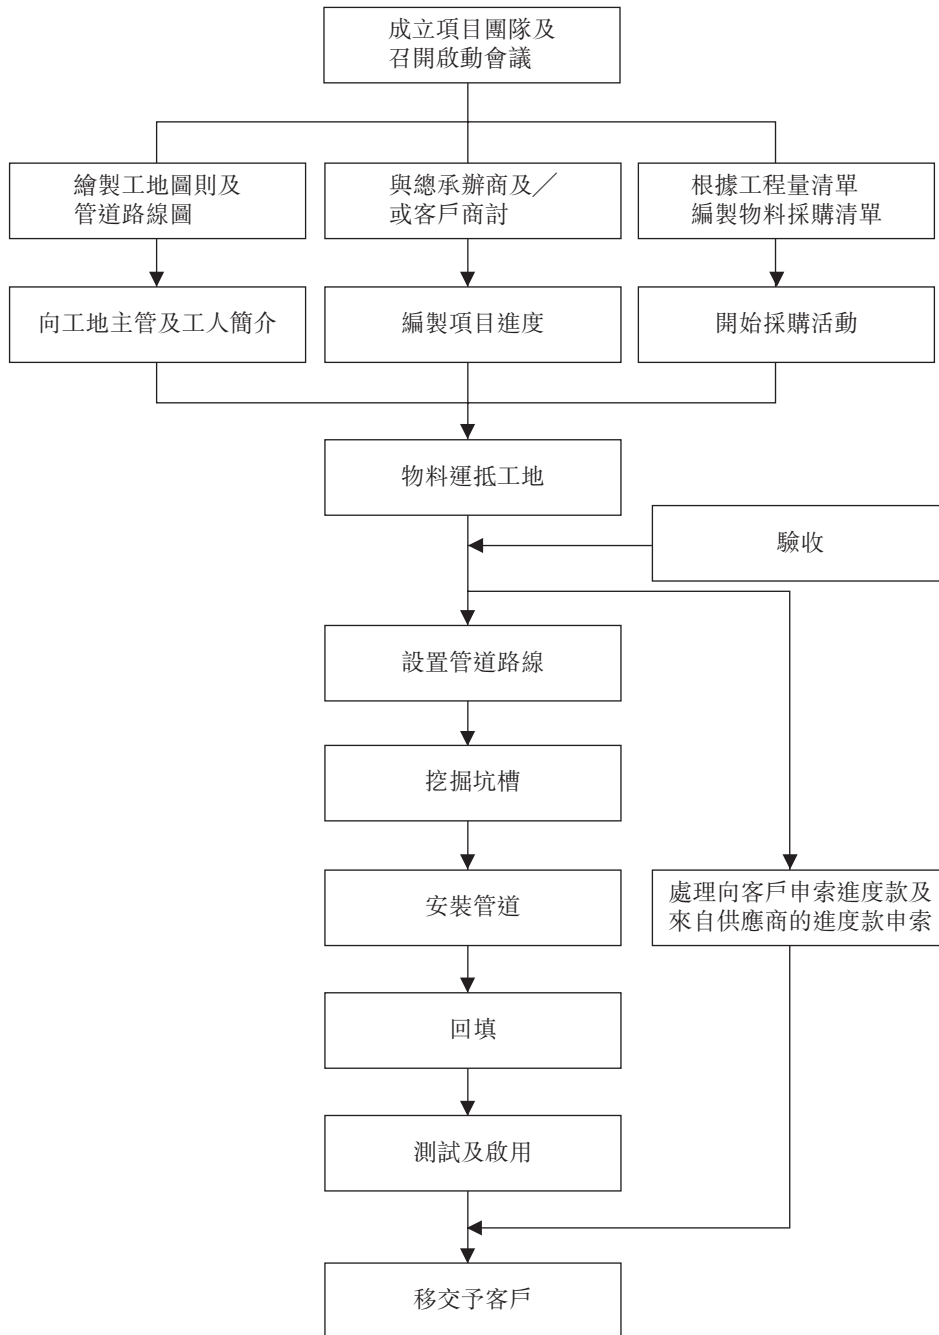 成立項目團隊及
召開啟動會議
繪製工地圖則及
管道路線圖
與總承辦商及╱
或客戶商討
根據工程量清單
編製物料採購清單
向工地主管及工人簡介
編製項目進度
開始採購活動
物料運抵工地
驗收
設置管道路線
挖掘坑槽
安裝管道
處理向客戶申索進度款及
來自供應商的進度款申索
回填
測試及啟用
移交予客戶